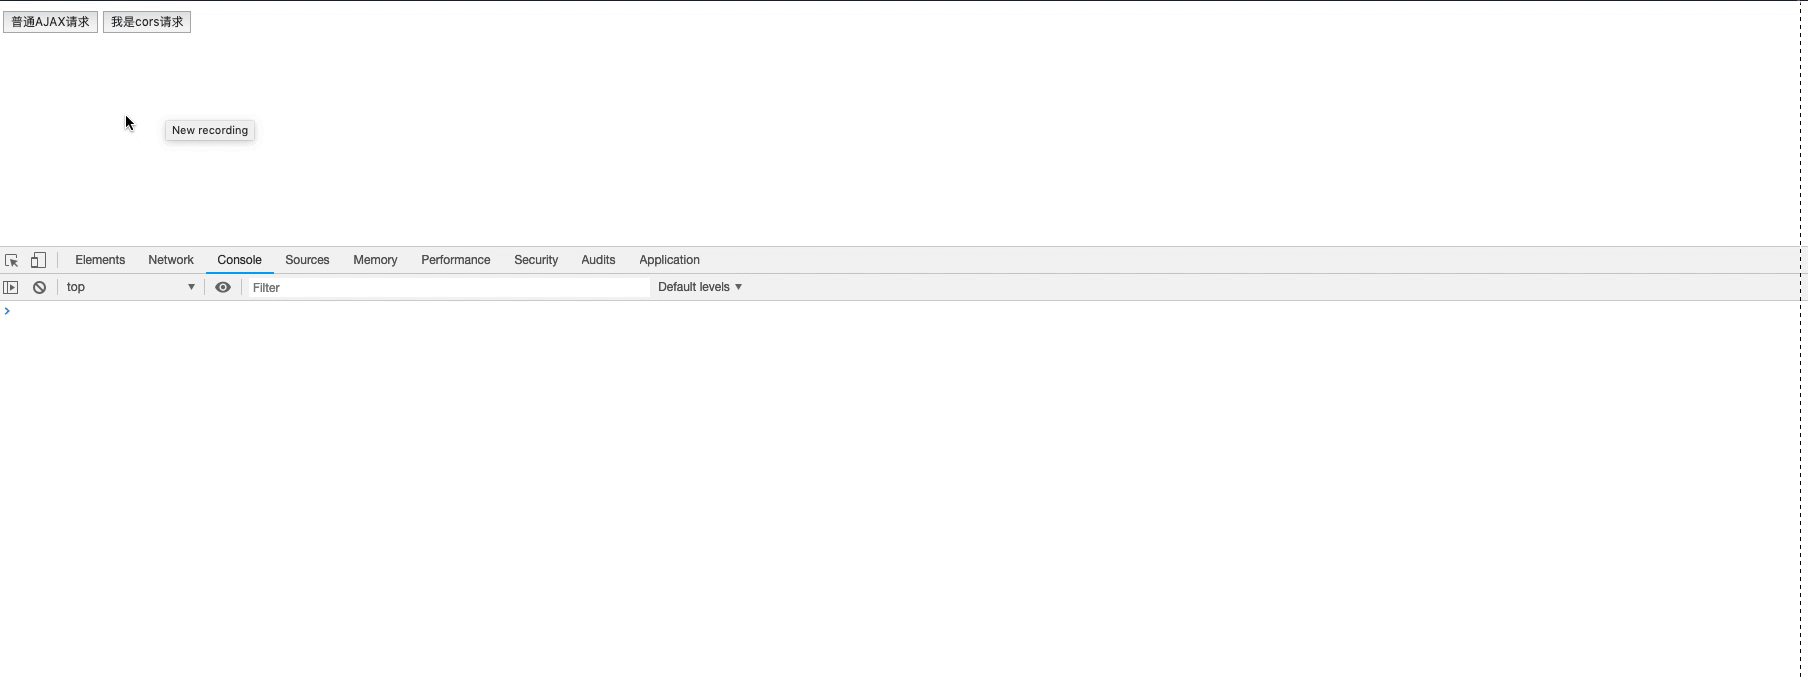 普通AJAX请求 我是cors请求
New recording
Elements Network Console Sources Memory Performance Security Audits Application
top Filter Default levels